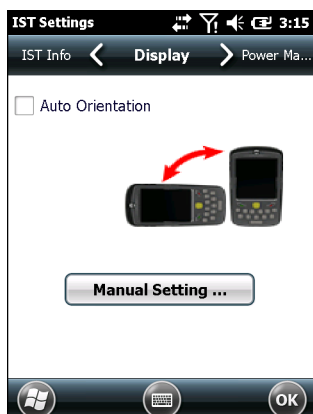 IST Settings 3:15
IST Info Display Power Ma...
Auto Orientation
Manual Setting ...
OK